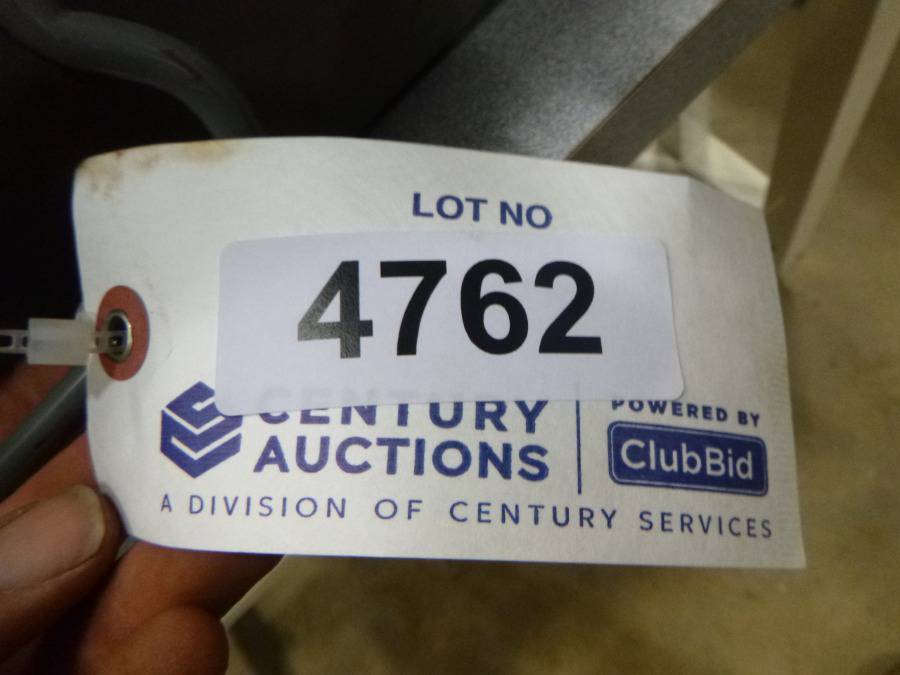 LOT NO
4762
CENTURY
AUCTIONS
POWERED BY
ClubBid
A DIVISION OF CENTURY SERVICES